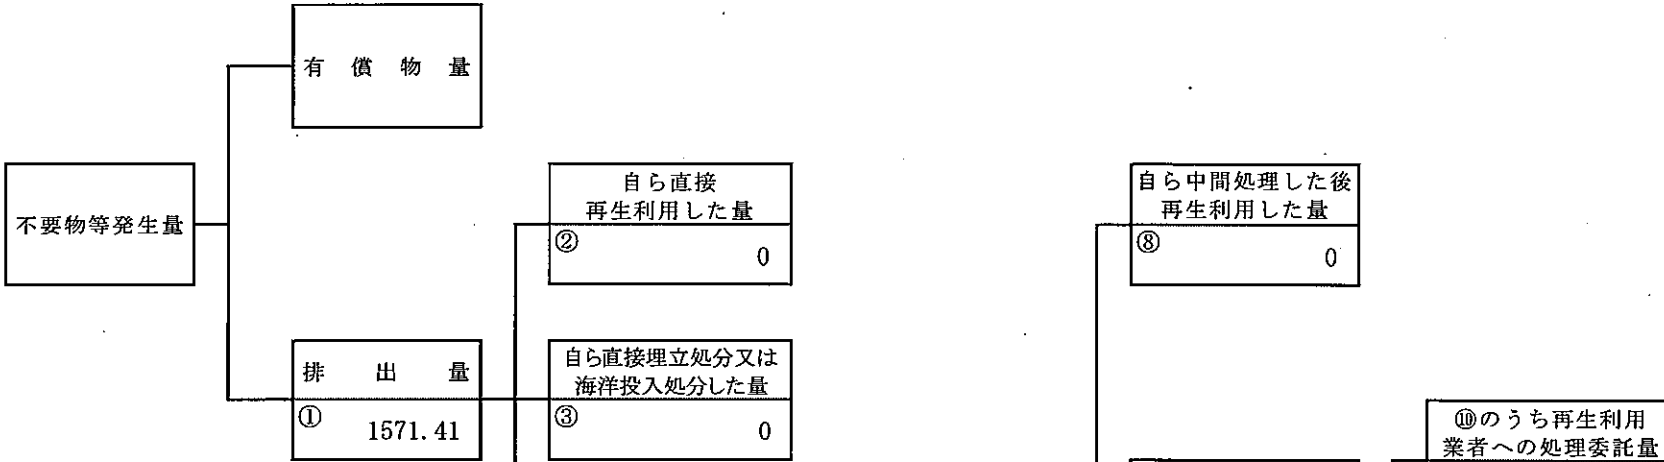 有償物量
不要物等発生量
自ら直接
再生利用した量
② 0
自ら中間処理した後
再生利用した量
⑧ 0
排出量
① 1571.41
自ら直接埋立処分又は
海洋投入処分した量
③ 0
⑩のうち再生利用
業者への処理委託量